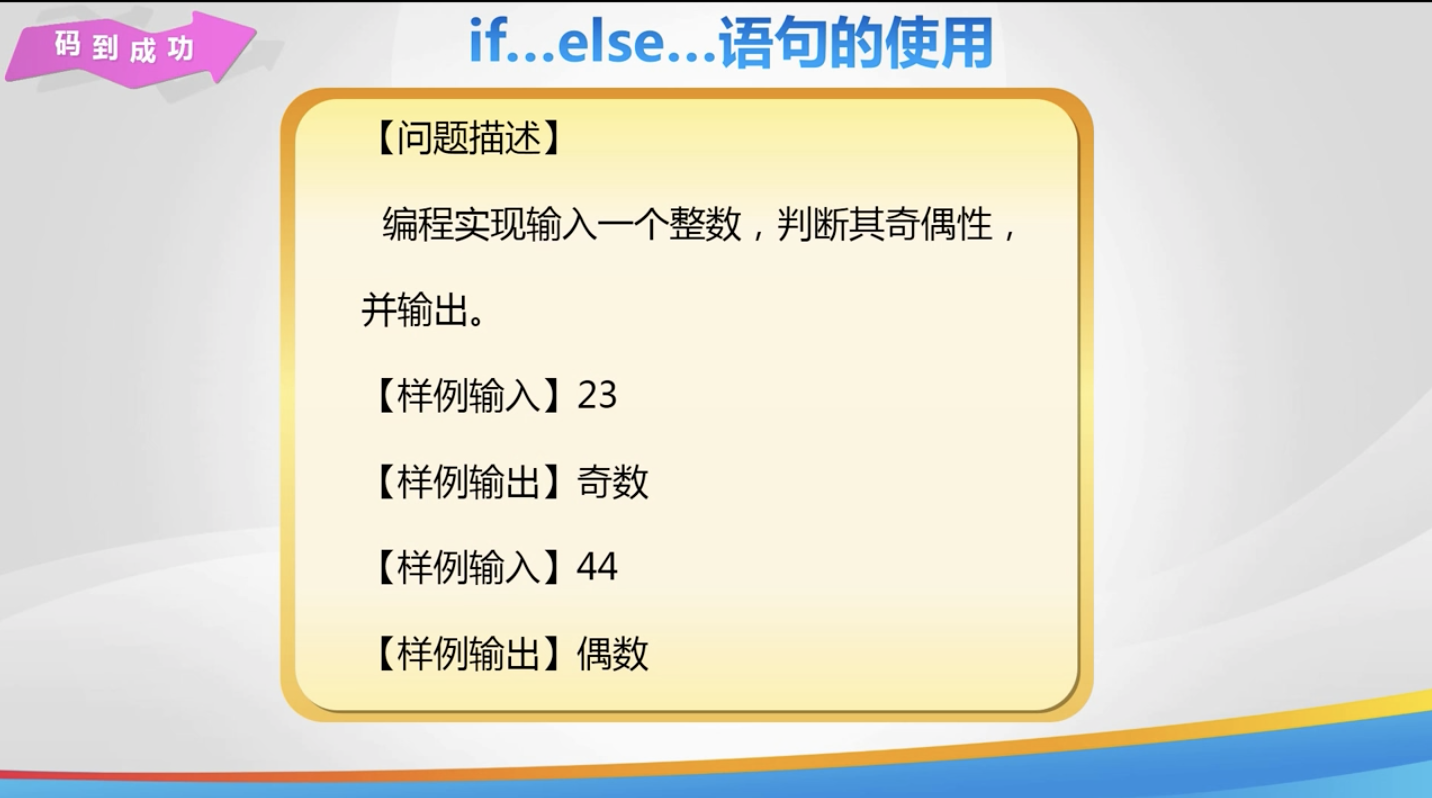 码到成功
if...else...语句的使用
【问题描述】
编程实现输入一个整数，判断其奇偶性，
并输出。
【样例输入】23
【样例输出】奇数
【样例输入】44
【样例输出】偶数